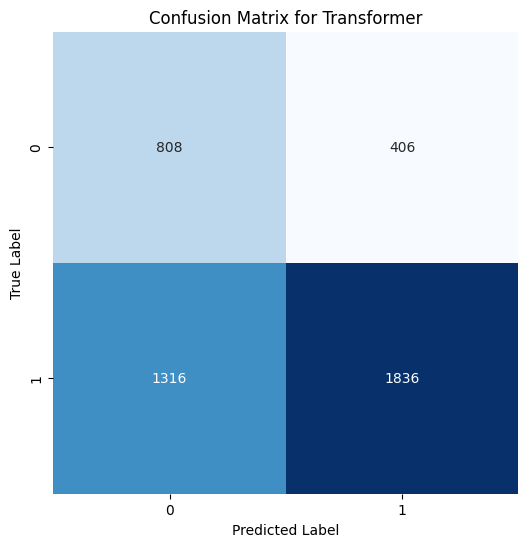 Confusion Matrix for Transformer
True Label
0
808
406
1
1316
1836
0
1
Predicted Label